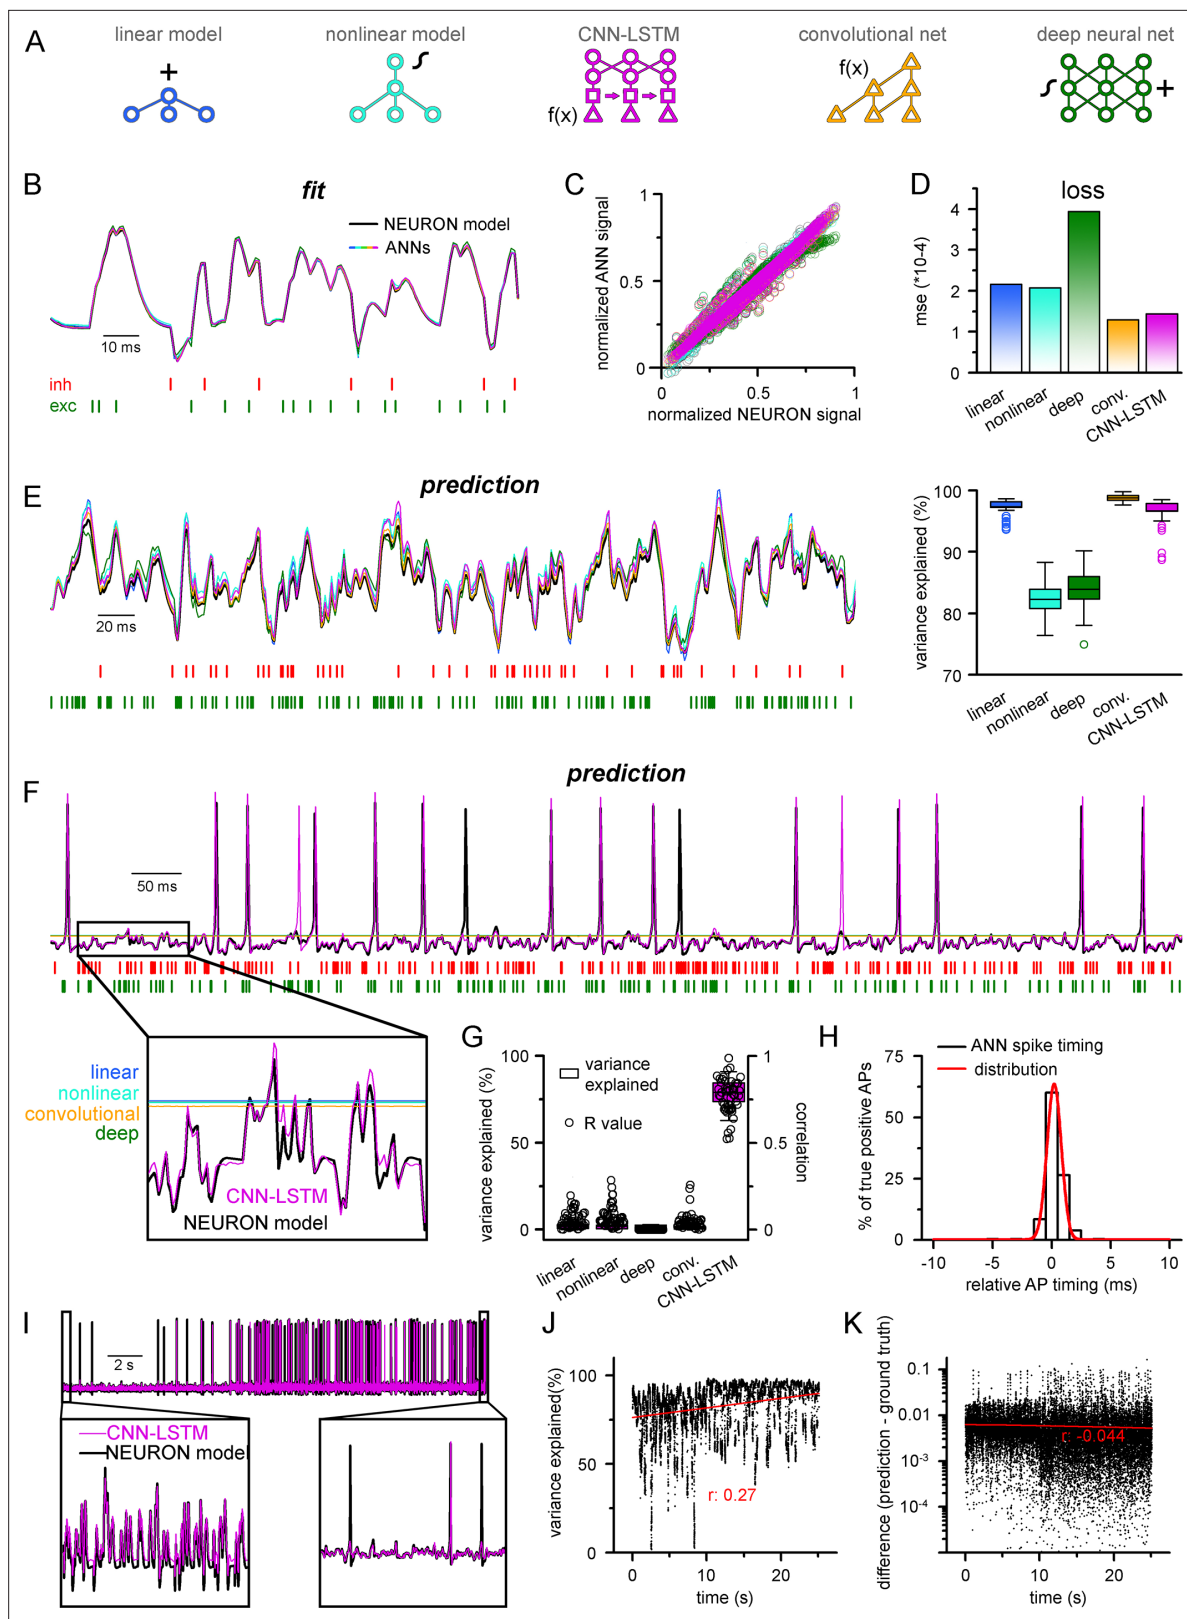 A
linear model
nonlinear model
CNN-LSTM
convolutional net
deep neural net
+
f(x)
f(x)
+
B
fit
NEURON model
ANNs
10 ms
inh
exc
C
normalized ANN signal
1
0.5
0
0
0.5
1
normalized NEURON signal
D
loss
mse (*10-4)
4
3
2
1
0
linear
nonlinear
deep
conv.
CNN-LSTM
E
prediction
20 ms
variance explained (%)
100
90
80
70
linear
nonlinear
deep
conv.
CNN-LSTM
F
prediction
50 ms
linear
nonlinear
convolutional
deep
CNN-LSTM
NEURON model
G
variance explained (%)
100
50
0
variance
explained
R value
1
0.5
0
correlation
linear
nonlinear
deep
conv.
CNN-LSTM
H
% of true positive APs
75
50
25
0
ANN spike timing
distribution
-10
-5
0
5
10
relative AP timing (ms)
I
2 s
CNN-LSTM
NEURON model
J
variance explained(%)
100
50
0
r: 0.27
0
10
20
time (s)
K
difference (prediction - ground truth)
0.1
0.01
10-3
10-4
r: -0.044
0
10
20
time (s)